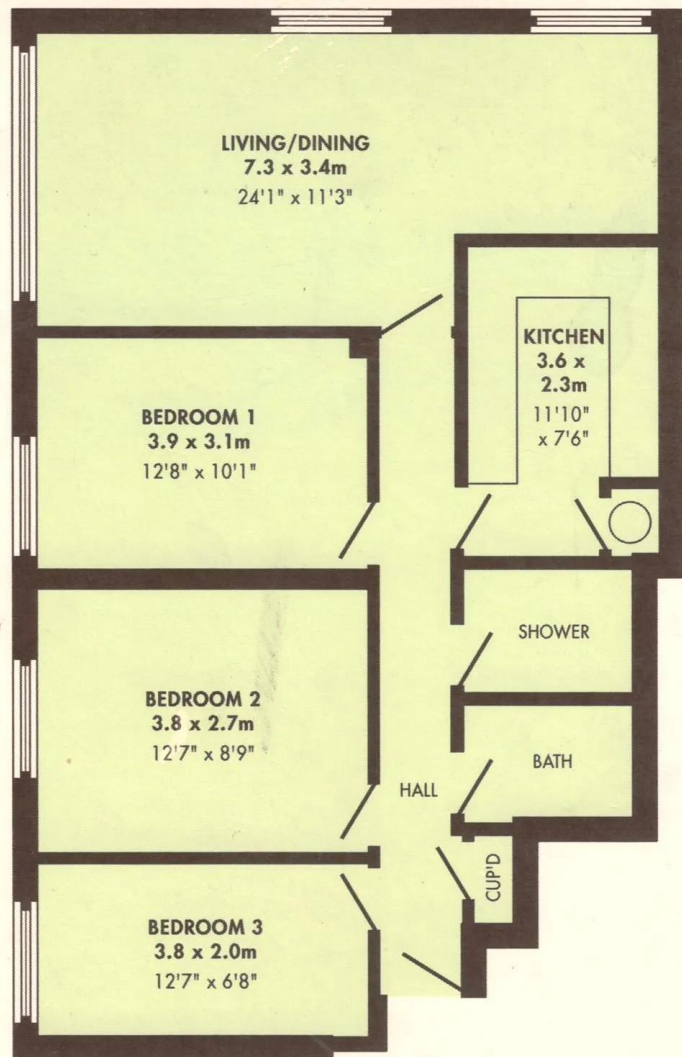 LIVING/DINING
7.3 x 3.4m
24'1" x 11'3"
KITCHEN
3.6 x
2.3m
11'10"
x 7'6"
BEDROOM 1
3.9 x 3.1m
12'8" x 10'1"
SHOWER
BEDROOM 2
3.8 x 2.7m
12'7" x 8'9"
BATH
HALL
CUP'D
BEDROOM 3
3.8 x 2.0m
12'7" x 6'8"